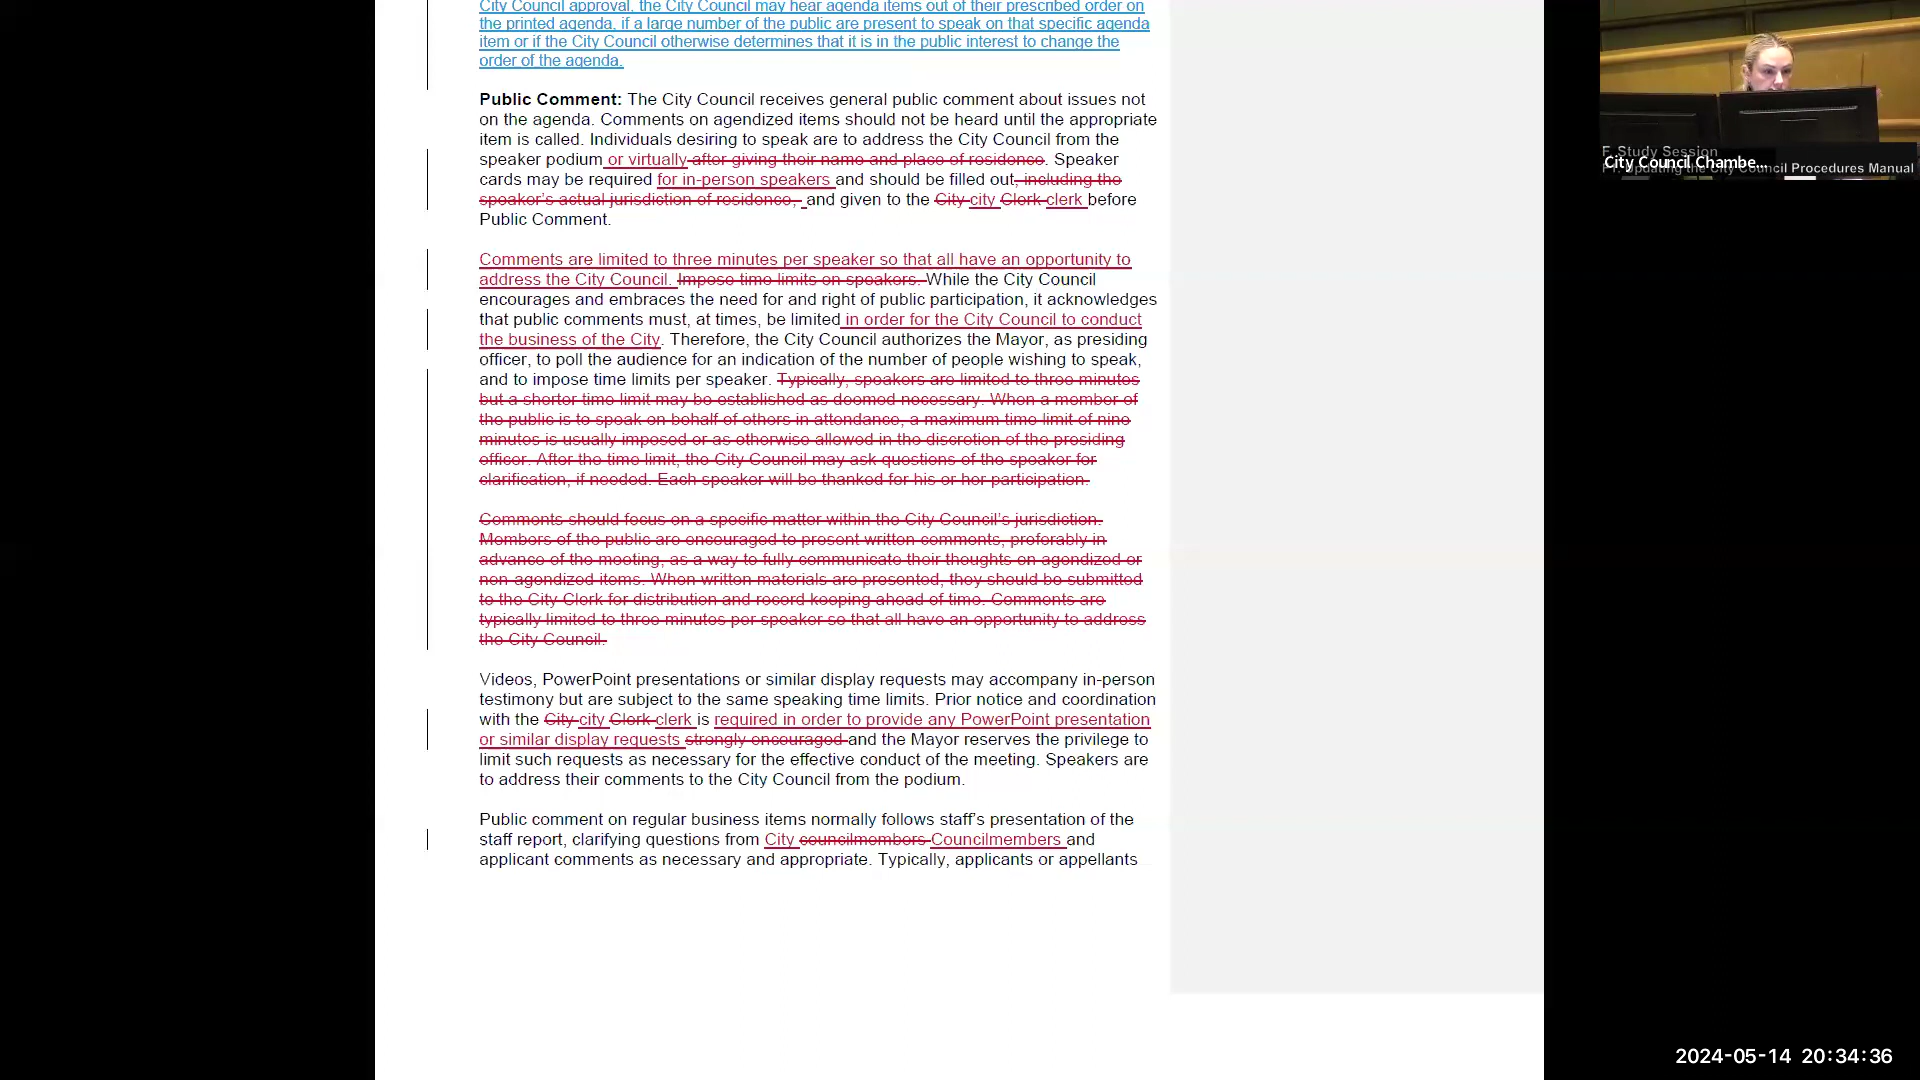 City Council approval, the City Council may hear agenda items out of their prescribed order on
the printed agenda, if a large number of the public are present to speak on that specific agenda
item or if the City Council otherwise determines that it is in the public interest to change the
order of the agenda.
Public Comment: The City Council receives general public comment about issues not
on the agenda. Comments on agendized items should not be heard until the appropriate
item is called. Individuals desiring to speak are to address the City Council from the
speaker podium or virtually after giving their name and place of residence. Speaker
cards may be required for in-person speakers and should be filled out, including the
speaker's actual jurisdiction of residence, and given to the City city Clerk clerk before
Public Comment.
Comments are limited to three minutes per speaker so that all have an opportunity to
address the City Council. Impose time limits on speakers. While the City Council
encourages and embraces the need for and right of public participation, it acknowledges
that public comments must, at times, be limited in order for the City Council to conduct
the business of the City. Therefore, the City Council authorizes the Mayor, as presiding
officer, to poll the audience for an indication of the number of people wishing to speak,
and to impose time limits per speaker. Typically, speakers are limited to three minutes
but a shorter time limit may be established as deemed necessary. When a member of
the public is to speak on behalf of others in attendance, a maximum time limit of nine
minutes is usually imposed or as otherwise allowed in the discretion of the presiding
officer. After the time limit, the City Council may ask questions of the speaker for
clarification, if needed. Each speaker will be thanked for his or her participation.
Comments should focus on a specific matter within the City Council's jurisdiction.
Members of the public are encouraged to present written comments, preferably in
advance of the meeting, as a way to fully communicate their thoughts on agendized or
non-agendized items. When written materials are presented, they should be submitted
to the City Clerk for distribution and record keeping ahead of time. Comments are
typically limited to three minutes per speaker so that all have an opportunity to address
the City Council.
Videos, PowerPoint presentations or similar display requests may accompany in-person
testimony but are subject to the same speaking time limits. Prior notice and coordination
with the City city Clerk clerk is required in order to provide any PowerPoint presentation
or similar display requests strongly encouraged and the Mayor reserves the privilege to
limit such requests as necessary for the effective conduct of the meeting. Speakers are
to address their comments to the City Council from the podium.
Public comment on regular business items normally follows staff's presentation of the
staff report, clarifying questions from City councilmembers Councilmembers and
applicant comments as necessary and appropriate. Typically, applicants or appellants
F. Study Session
City Council Chambe...
Updating the City Council Procedures Manual
2024-05-14 20:34:36